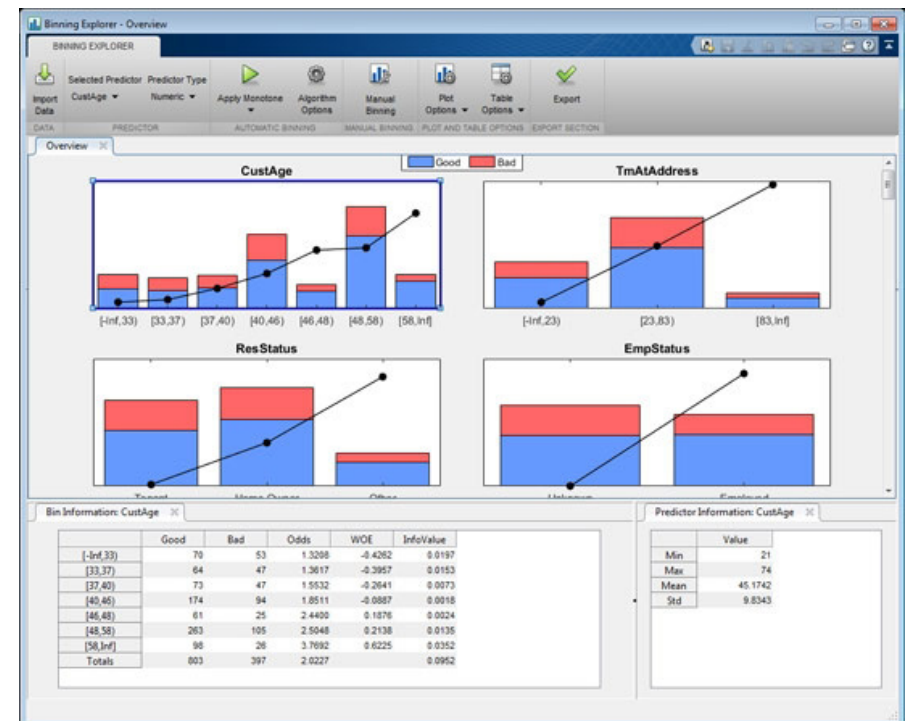 Binning Explorer - Overview
BINNING EXPLORER
Import Data
Selected Predictor
CustAge
Predictor Type
Numeric
Apply Monotone
Algorithm Options
Manual Binning
Plot Options
Table Options
Export
DATA PREDICTOR AUTOMATIC BINNING MANUAL BINNING PLOT AND TABLE OPTIONS EXPORT SECTION
Overview
Good Bad
CustAge
[-Inf,33) [33,37) [37,40) [40,46) [46,48) [48,58) [58,Inf]
TmAtAddress
[-Inf,23) [23,83) [83,Inf]
ResStatus
Tenant Home Owner Other
EmpStatus
Unknown Employed
Bin Information: CustAge
Good Bad Odds WOE InfoValue
[-Inf,33) 70 53 1.3208 -0.4262 0.0197
[33,37) 64 47 1.3617 -0.3957 0.0153
[37,40) 73 47 1.5532 -0.2641 0.0073
[40,46) 174 94 1.8511 -0.0887 0.0018
[46,48) 61 25 2.4400 0.1876 0.0024
[48,58) 263 105 2.5048 0.2138 0.0135
[58,Inf] 98 26 3.7692 0.6225 0.0352
Totals 803 397 2.0227 0.0952
Predictor Information: CustAge
Value
Min 21
Max 74
Mean 45.1742
Std 9.8343